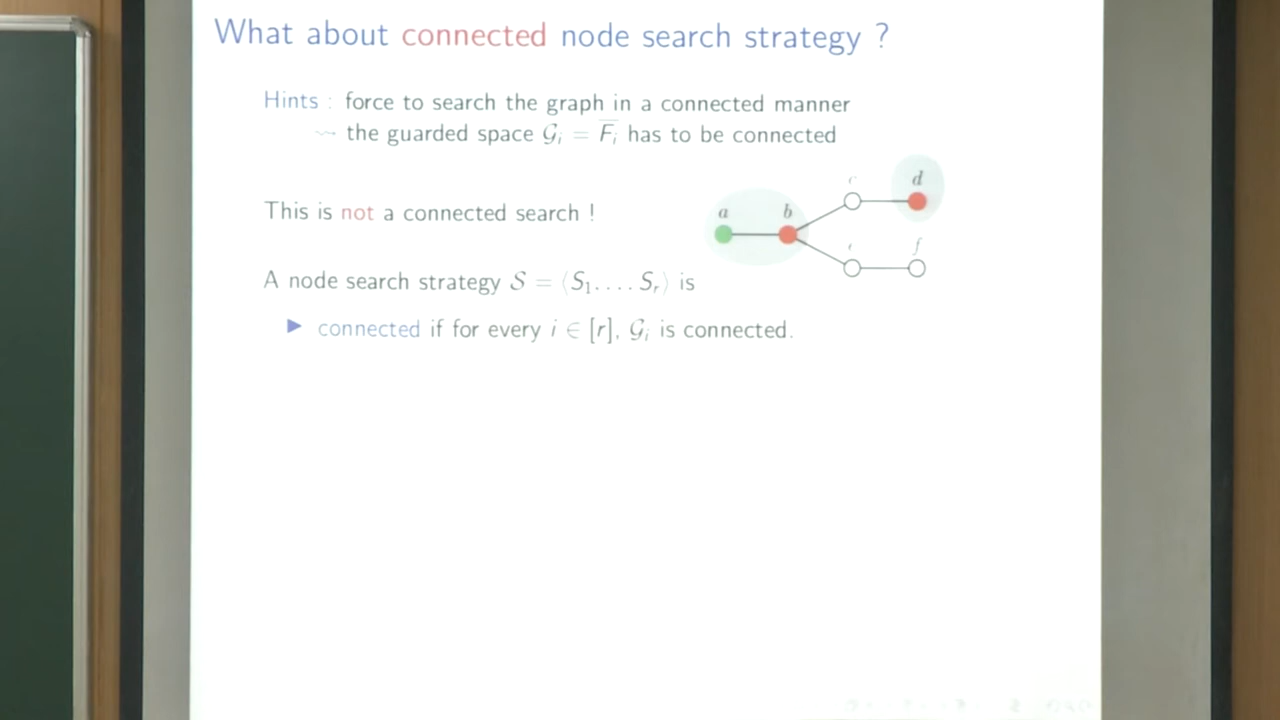 What about connected node search strategy ?
Hints : force to search the graph in a connected manner
⇝ the guarded space 𝒢ᵢ = F̅ᵢ has to be connected
d
a b
This is not a connected search !
f
A node search strategy 𝒮 = ⟨S₁. . . . Sᵣ⟩ is
▶ connected if for every i ∈ [r], 𝒢ᵢ is connected.